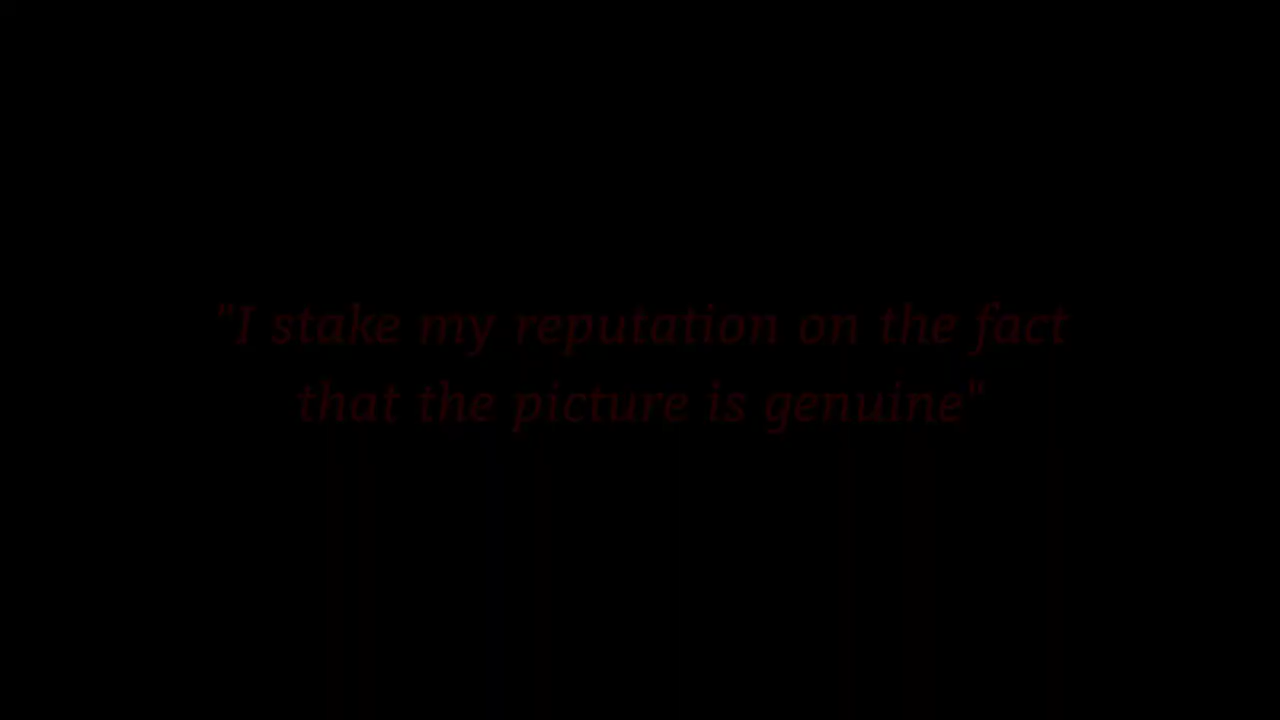 "I stake my reputation on the fact
that the picture is genuine"